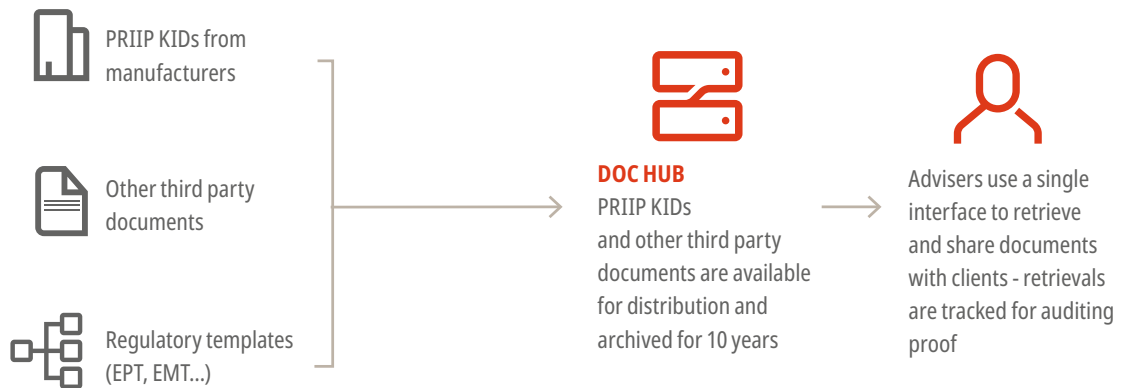 PRIIP KIDs from
manufacturers
Other third party
documents
Regulatory templates
(EPT, EMT...)
DOC HUB
PRIIP KIDs
and other third party
documents are available
for distribution and
archived for 10 years
Advisers use a single
interface to retrieve
and share documents
with clients - retrievals
are tracked for auditing
proof